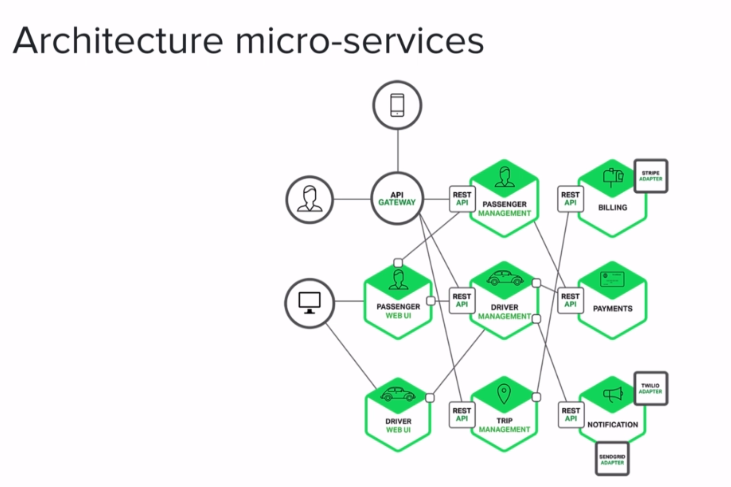 Architecture micro-services
API
GATEWAY
REST
API
PASSENGER
MANAGEMENT
REST
API
BILLING
STRIPE
ADAPTER
PASSENGER
WEB UI
REST
API
DRIVER
MANAGEMENT
REST
API
PAYMENTS
DRIVER
WEB UI
REST
API
TRIP
MANAGEMENT
REST
API
NOTIFICATION
TWILIO
ADAPTER
SENDGRID
ADAPTER